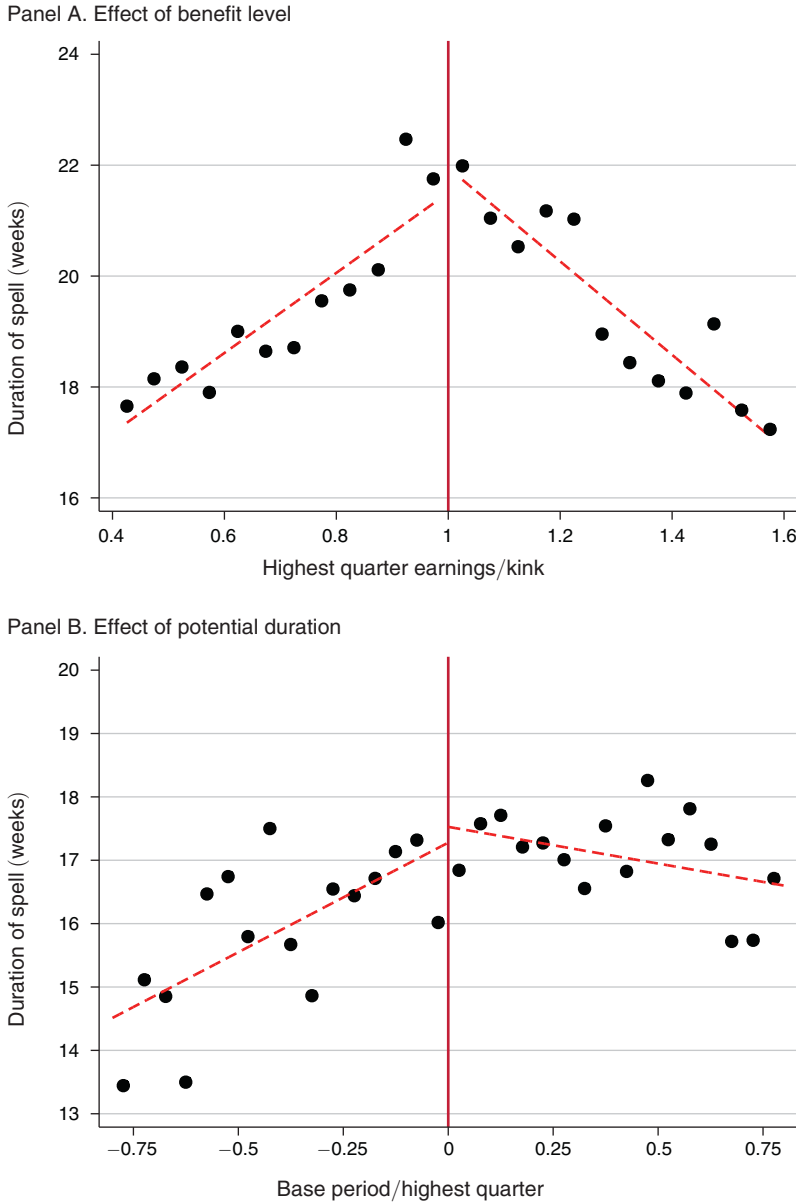 Panel A. Effect of benefit level
24
22
20
18
16
Duration of spell (weeks)
0.4 0.6 0.8 1 1.2 1.4 1.6
Highest quarter earnings/kink
Panel B. Effect of potential duration
20
19
18
17
16
15
14
13
Duration of spell (weeks)
−0.75 −0.5 −0.25 0 0.25 0.5 0.75
Base period/highest quarter